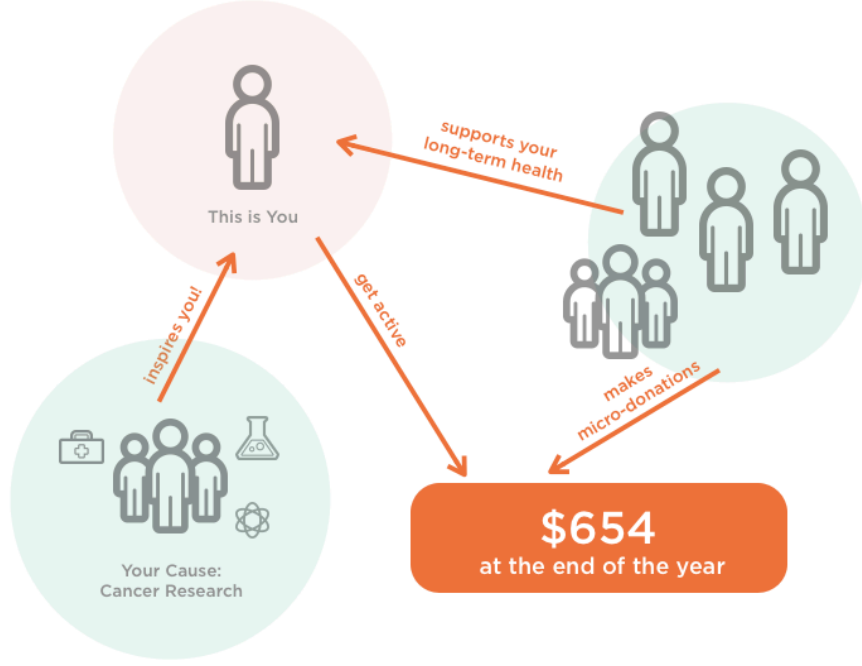 supports your
long-term health
This is You
inspires you!
get active
makes
micro-donations
$654
at the end of the year
Your Cause:
Cancer Research